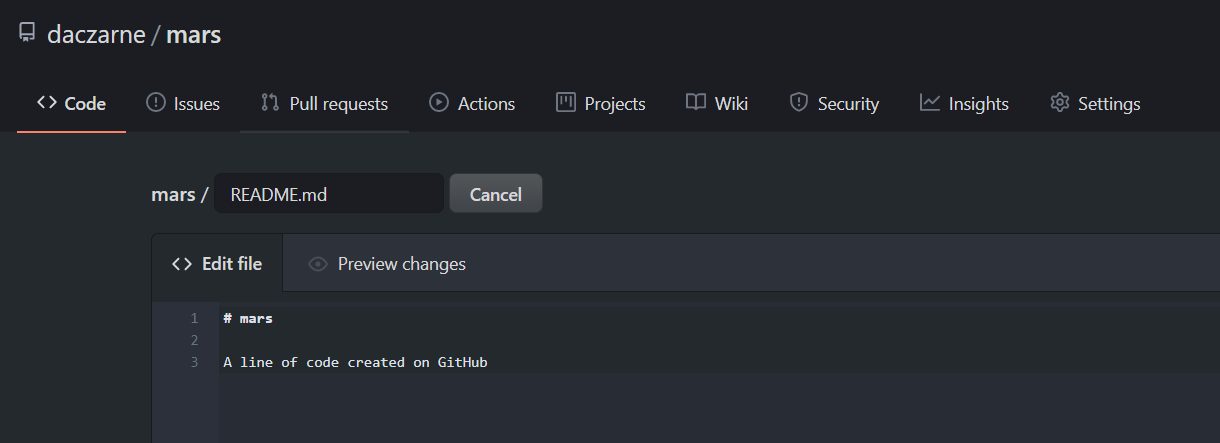 daczarne / mars
Code Issues Pull requests Actions Projects Wiki Security Insights Settings
mars / README.md Cancel
Edit file Preview changes
1 # mars
2
3 A line of code created on GitHub